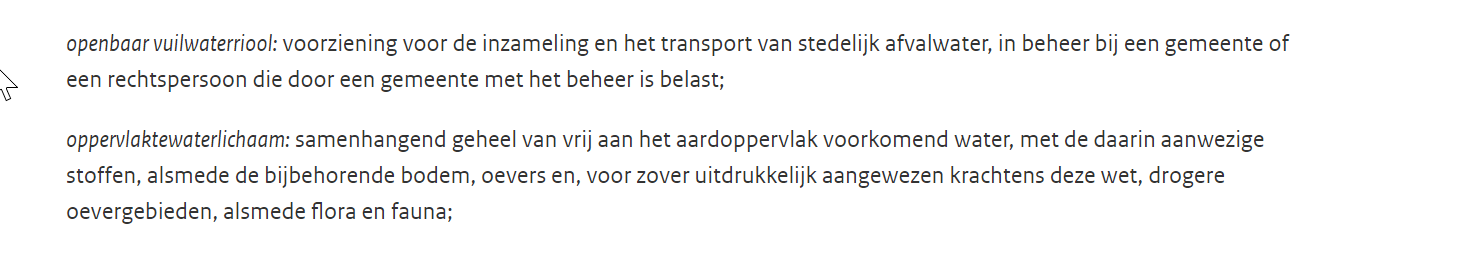 openbaar vuilwaterriool: voorziening voor de inzameling en het transport van stedelijk afvalwater, in beheer bij een gemeente of
een rechtspersoon die door een gemeente met het beheer is belast;
oppervlaktewaterlichaam: samenhangend geheel van vrij aan het aardoppervlak voorkomend water, met de daarin aanwezige
stoffen, alsmede de bijbehorende bodem, oevers en, voor zover uitdrukkelijk aangewezen krachtens deze wet, drogere
oevergebieden, alsmede flora en fauna;